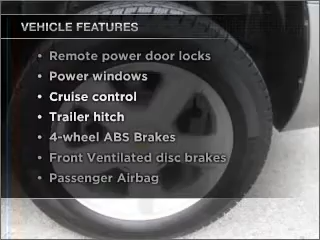 VEHICLE FEATURES
• Remote power door locks
• Power windows
• Cruise control
• Trailer hitch
• 4-wheel ABS Brakes
• Front Ventilated disc brakes
• Passenger Airbag